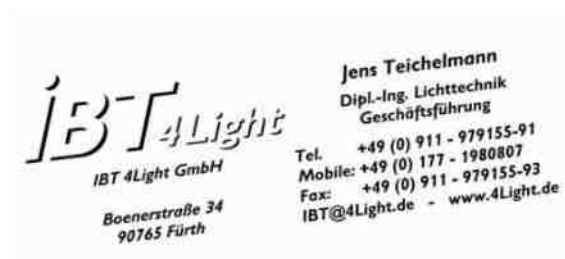 iBT 4Light
IBT 4Light GmbH
Boenerstraße 34
90765 Fürth
Jens Teichelmann
Dipl.-Ing. Lichttechnik
Geschäftsführung
Tel. +49 (0) 911 - 979155-91
Mobile: +49 (0) 177 - 1980807
Fax: +49 (0) 911 - 979155-93
IBT@4Light.de - www.4Light.de